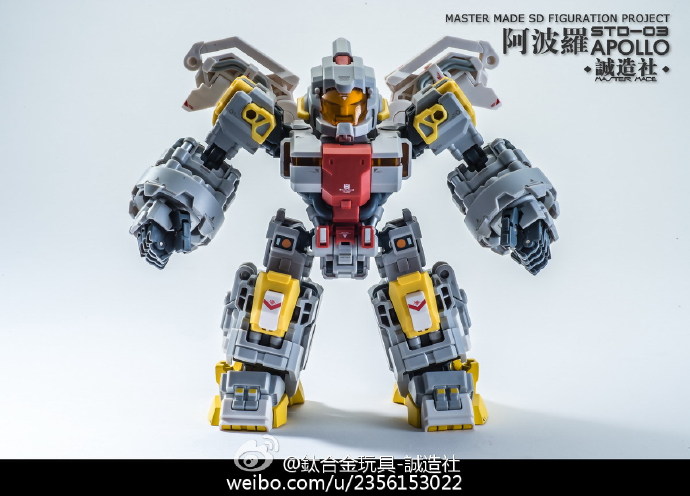 MASTER MADE SD FIGURATION PROJECT
阿波羅 STD-03 APOLLO
誠造社
MASTER MADE
@鈦合金玩具-誠造社
weibo.com/u/2356153022